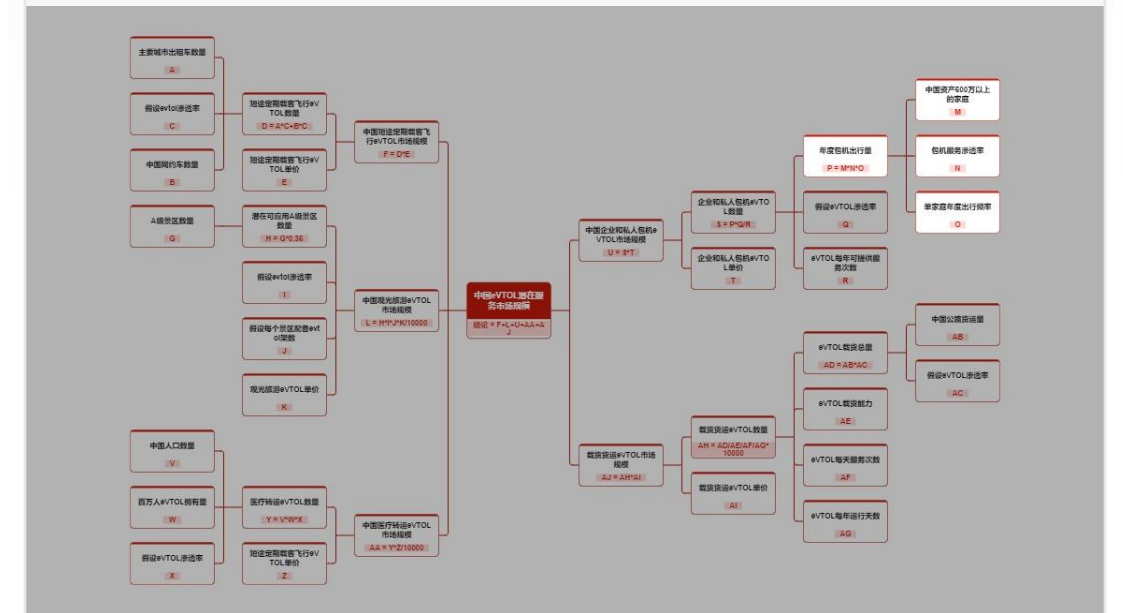 主要城市出租车数量
A
假设evtol渗透率
C
中国网约车数量
B
短途定期载客飞行eV
TOL数量
D = A*C+B*C
短途定期载客飞行eV
TOL单价
E
中国短途定期载客飞
行eVTOL市场规模
F = D*E
A级景区数量
G
潜在可应用A级景区
数量
H = G*0.36
假设evtol渗透率
I
假设每个景区配备evt
ol架数
J
观光旅游eVTOL单价
K
中国观光旅游eVTOL
市场规模
L = H*I*J*K/10000
中国人口数量
V
百万人eVTOL拥有量
W
假设eVTOL渗透率
X
医疗转运eVTOL数量
Y = V*W*X
短途定期载客飞行eV
TOL单价
Z
中国医疗转运eVTOL
市场规模
AA = Y*Z/10000
中国eVTOL潜在服
务市场规模
结论 = F+L+U+AA+A
J
中国企业和私人包机e
VTOL市场规模
U = S*T
企业和私人包机eVTO
L数量
S = P*Q/R
企业和私人包机eVTO
L单价
T
年度包机出行量
P = M*N*O
假设eVTOL渗透率
Q
eVTOL每年可提供服
务次数
R
中国资产600万以上
的家庭
M
包机服务渗透率
N
单家庭年度出行频率
O
载货货运eVTOL市场
规模
AJ = AH*AI
载货货运eVTOL数量
AH = AD/AE/AF/AG*
10000
载货货运eVTOL单价
AI
eVTOL载货总量
AD = AB*AC
eVTOL载货能力
AE
eVTOL每天服务次数
AF
eVTOL每年运行天数
AG
中国公路货运量
AB
假设eVTOL渗透率
AC